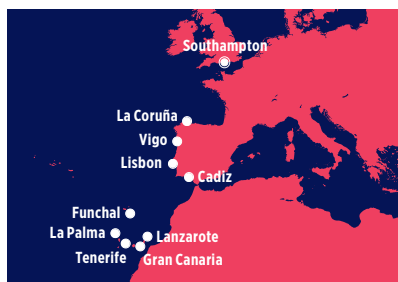 Southampton
La Coruña
Vigo
Lisbon
Cadiz
Funchal
La Palma
Lanzarote
Tenerife
Gran Canaria